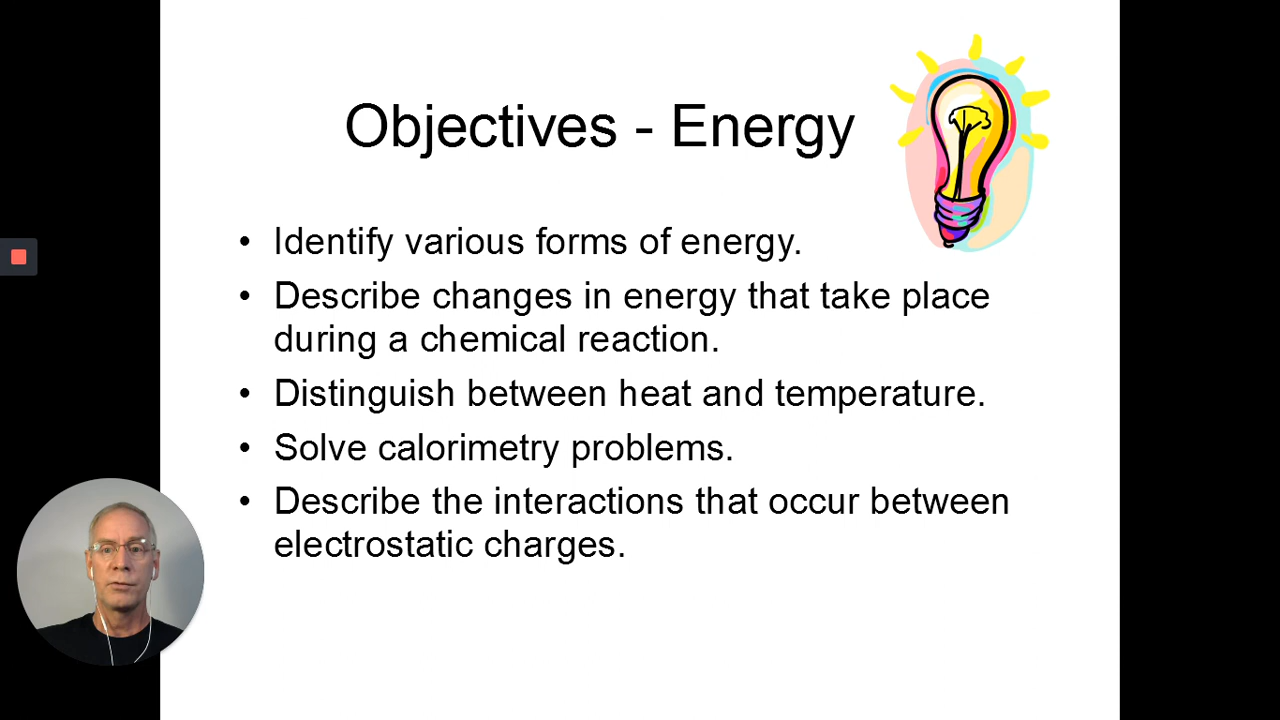 Objectives - Energy
• Identify various forms of energy.
• Describe changes in energy that take place
during a chemical reaction.
• Distinguish between heat and temperature.
• Solve calorimetry problems.
• Describe the interactions that occur between
electrostatic charges.